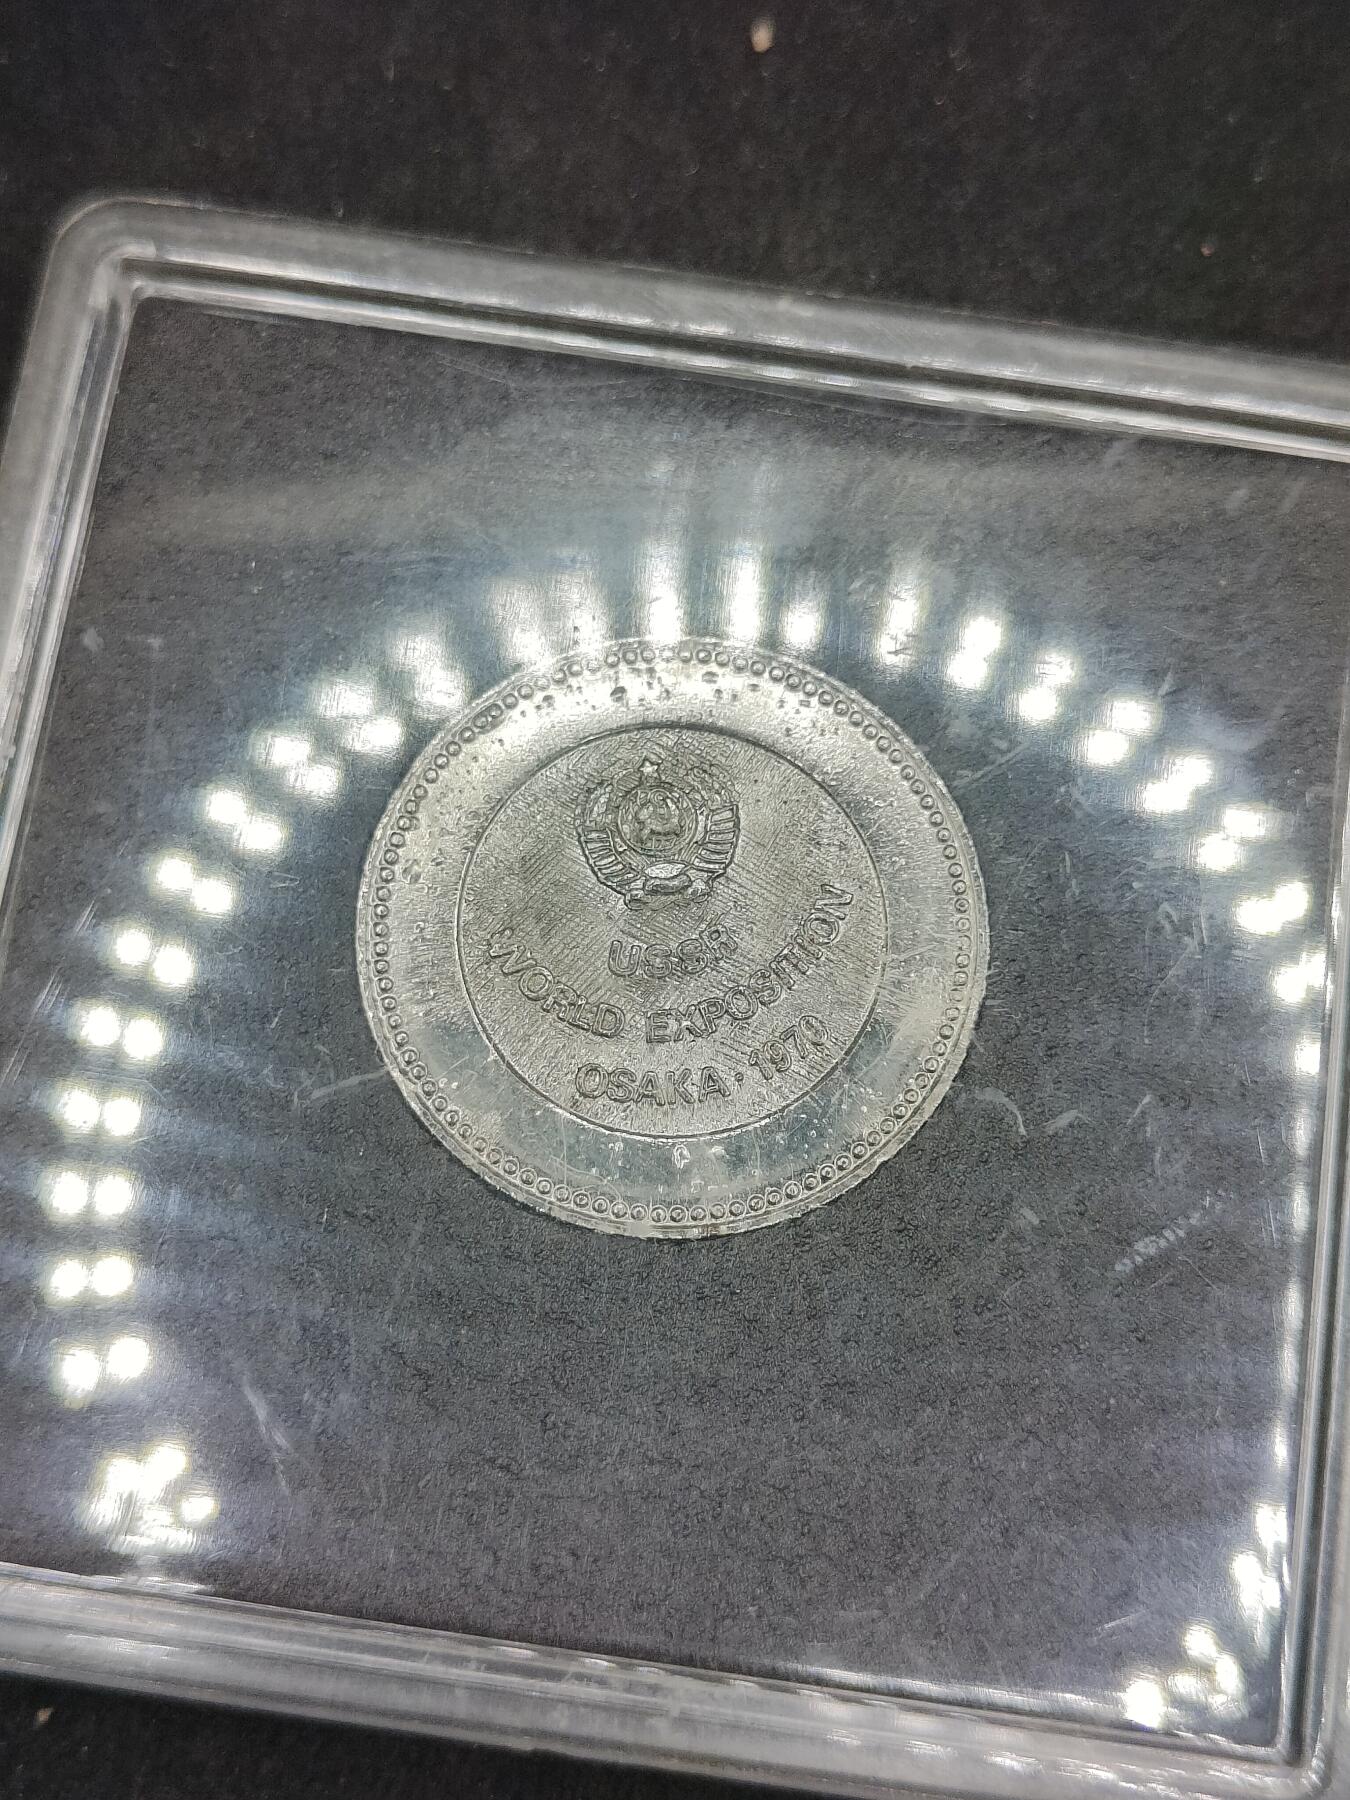 USSR
WORLD EXPOSITION
OSAKA · 1970